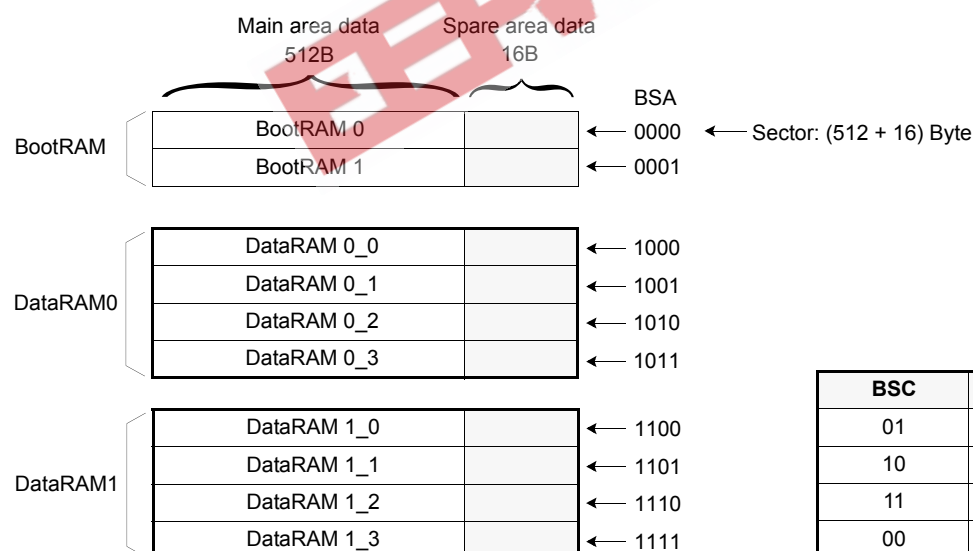 Main area data Spare area data
512B 16B
BSA
BootRAM
BootRAM 0 0000 Sector: (512 + 16) Byte
BootRAM 1 0001
DataRAM0
DataRAM 0_0 1000
DataRAM 0_1 1001
DataRAM 0_2 1010
DataRAM 0_3 1011
DataRAM1
DataRAM 1_0 1100
DataRAM 1_1 1101
DataRAM 1_2 1110
DataRAM 1_3 1111
BSC
01
10
11
00